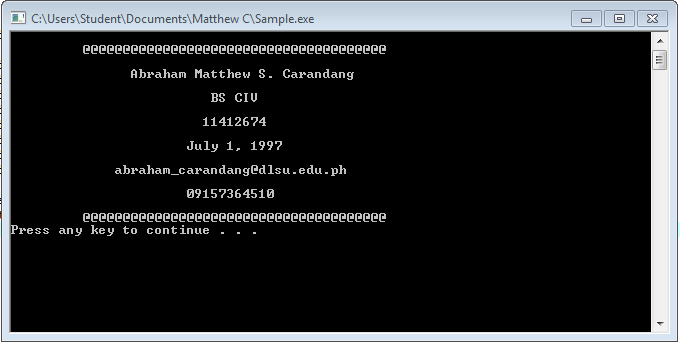 C:\Users\Student\Documents\Matthew C\Sample.exe
@@@@@@@@@@@@@@@@@@@@@@@@@@@@@@@@@@@@@@
Abraham Matthew S. Carandang
BS CIV
11412674
July 1, 1997
abraham_carandang@dlsu.edu.ph
09157364510
@@@@@@@@@@@@@@@@@@@@@@@@@@@@@@@@@@@@@@
Press any key to continue . . .